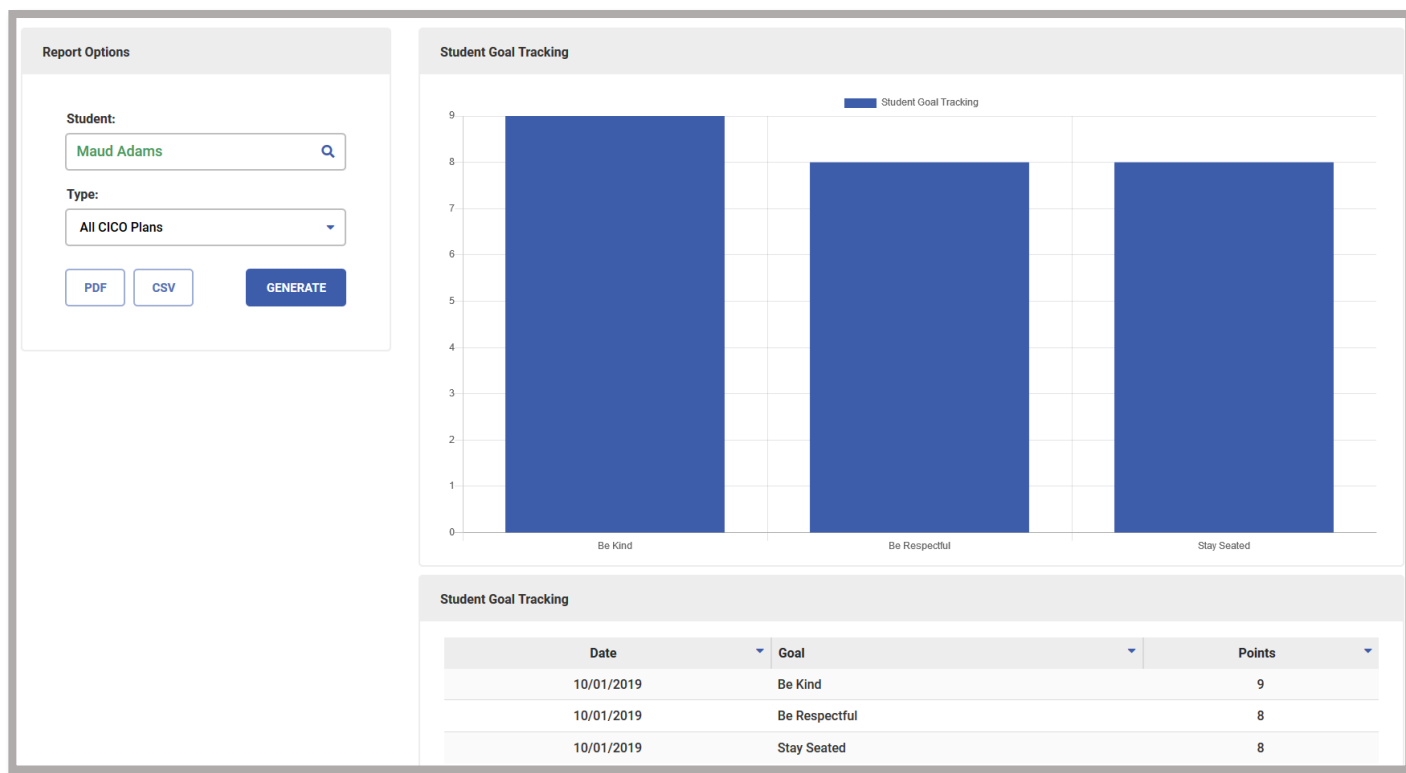 Report Options
Student:
Maud Adams
Type:
All CICO Plans
PDF CSV GENERATE
Student Goal Tracking
Student Goal Tracking
9
8
7
6
5
4
3
2
1
0
Be Kind Be Respectful Stay Seated
Student Goal Tracking
Date Goal Points
10/01/2019 Be Kind 9
10/01/2019 Be Respectful 8
10/01/2019 Stay Seated 8